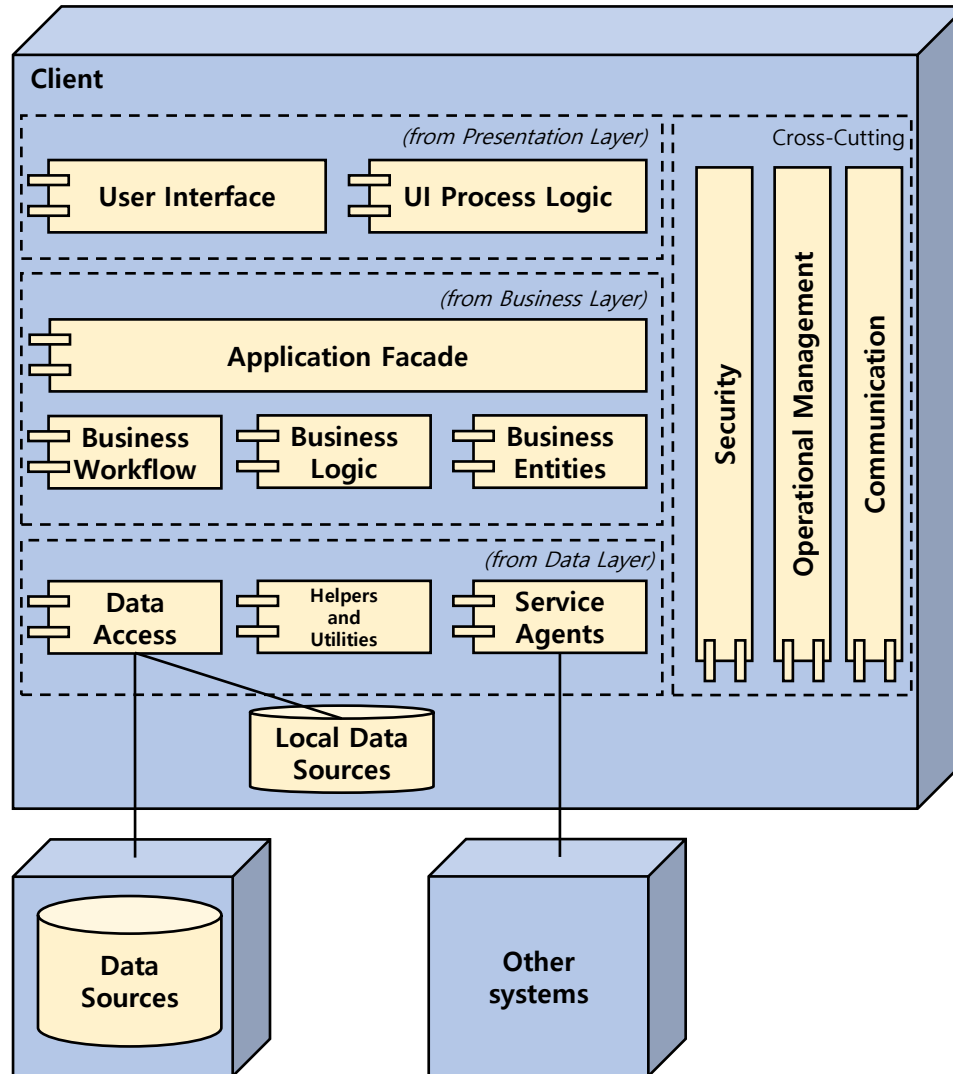 Client
(from Presentation Layer)
User Interface
UI Process Logic
(from Business Layer)
Application Facade
Business
Workflow
Business
Logic
Business
Entities
(from Data Layer)
Data
Access
Helpers
and
Utilities
Service
Agents
Cross-Cutting
Security
Operational Management
Communication
Local Data
Sources
Data
Sources
Other
systems